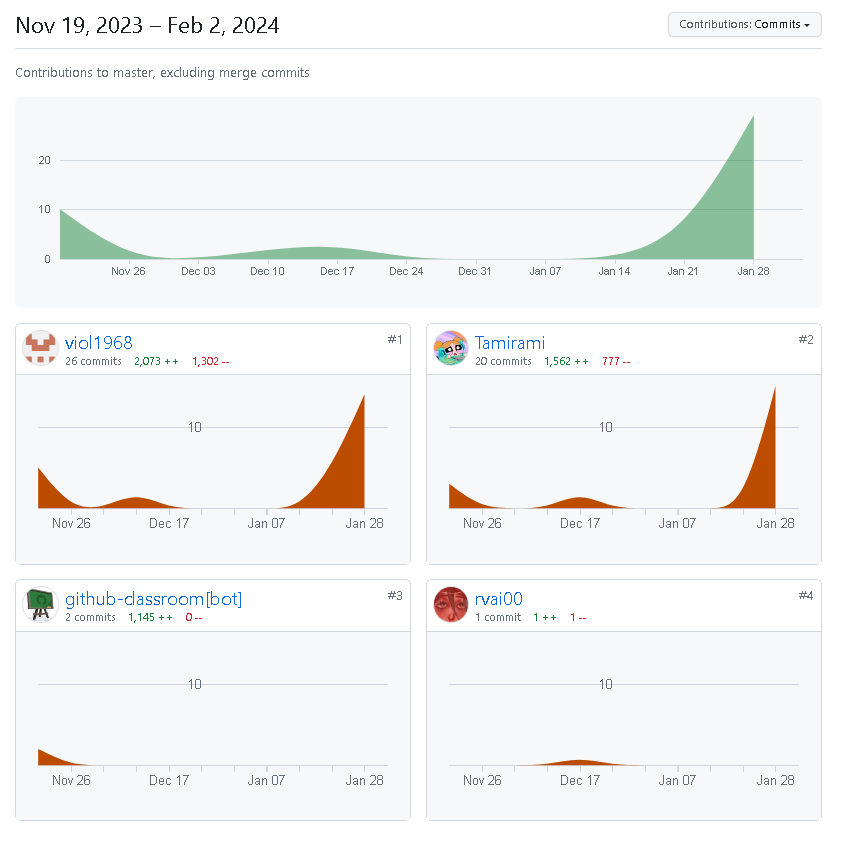 Nov 19, 2023 – Feb 2, 2024
Contributions: Commits
Contributions to master, excluding merge commits
20
10
0
Nov 26 Dec 03 Dec 10 Dec 17 Dec 24 Dec 31 Jan 07 Jan 14 Jan 21 Jan 28
viol1968 #1
26 commits 2,073 ++ 1,302 --
10
Nov 26 Dec 17 Jan 07 Jan 28
Tamirami #2
20 commits 1,562 ++ 777 --
10
Nov 26 Dec 17 Jan 07 Jan 28
github-classroom[bot] #3
2 commits 1,145 ++ 0 --
10
Nov 26 Dec 17 Jan 07 Jan 28
rvai00 #4
1 commit 1 ++ 1 --
10
Nov 26 Dec 17 Jan 07 Jan 28